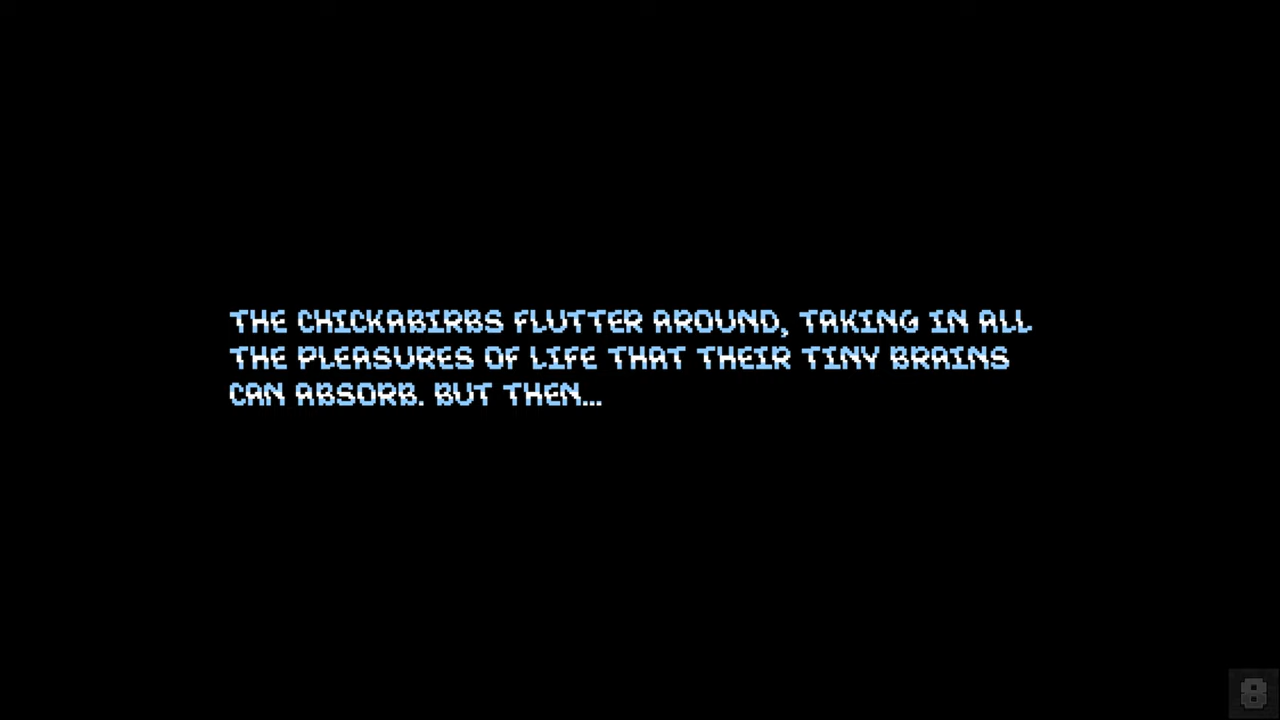 THE CHICKABIRBS FLUTTER AROUND, TAKING IN ALL
THE PLEASURES OF LIFE THAT THEIR TINY BRAINS
CAN ABSORB. BUT THEN...
8